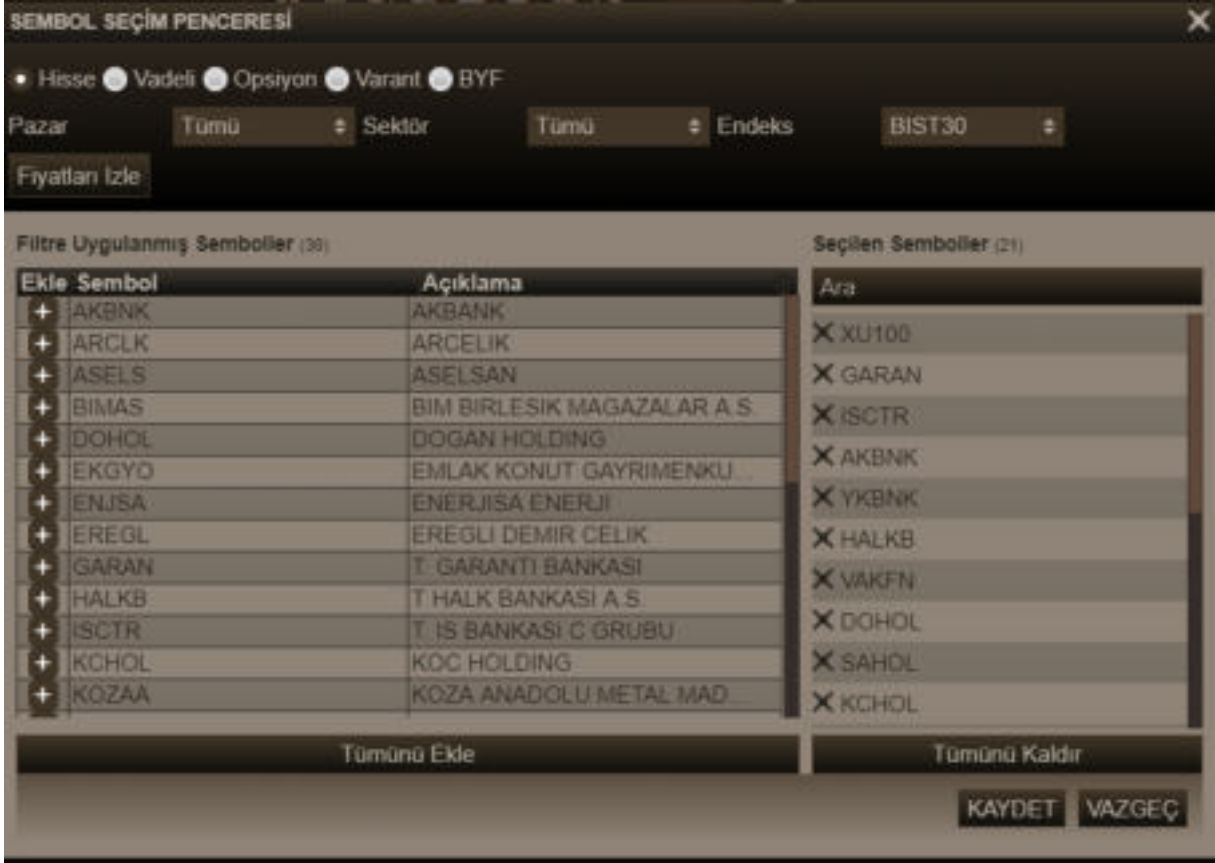 SEMBOL SEÇİM PENCERESİ
Hisse Vadeli Opsiyon Varant BYF
Pazar Tümü Sektör Tümü Endeks BIST30
Fiyatları İzle
Filtre Uygulanmış Semboller (30)
Ekle Sembol Açıklama
AKBNK AKBANK
ARCLK ARCELIK
ASELS ASELSAN
BIMAS BIM BIRLESIK MAGAZALAR A.S.
DOHOL DOGAN HOLDING
EKGYO EMLAK KONUT GAYRIMENKU...
ENJSA ENERJISA ENERJI
EREGL EREGLI DEMIR CELIK
GARAN T. GARANTI BANKASI
HALKB T. HALK BANKASI A.S.
ISCTR T. IS BANKASI C GRUBU
KCHOL KOC HOLDING
KOZAA KOZA ANADOLU METAL MAD...
Tümünü Ekle
Seçilen Semboller (21)
Ara
XU100
GARAN
ISCTR
AKBNK
YKBNK
HALKB
VAKFN
DOHOL
SAHOL
KCHOL
Tümünü Kaldır
KAYDET VAZGEÇ